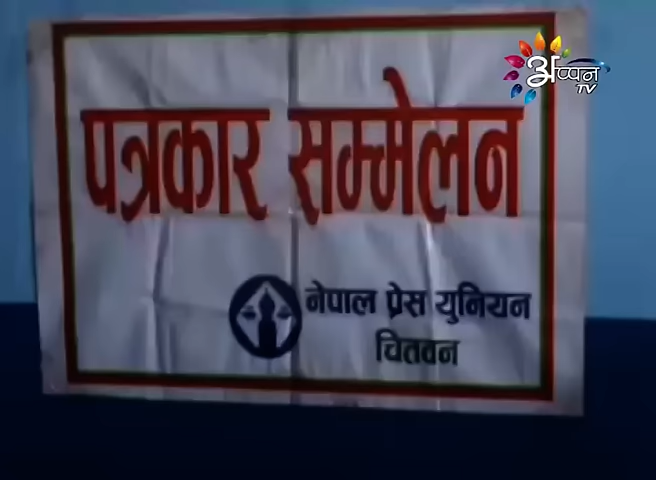 अप्पन
TV
पत्रकार सम्मेलन
नेपाल प्रेस युनियन
चितवन